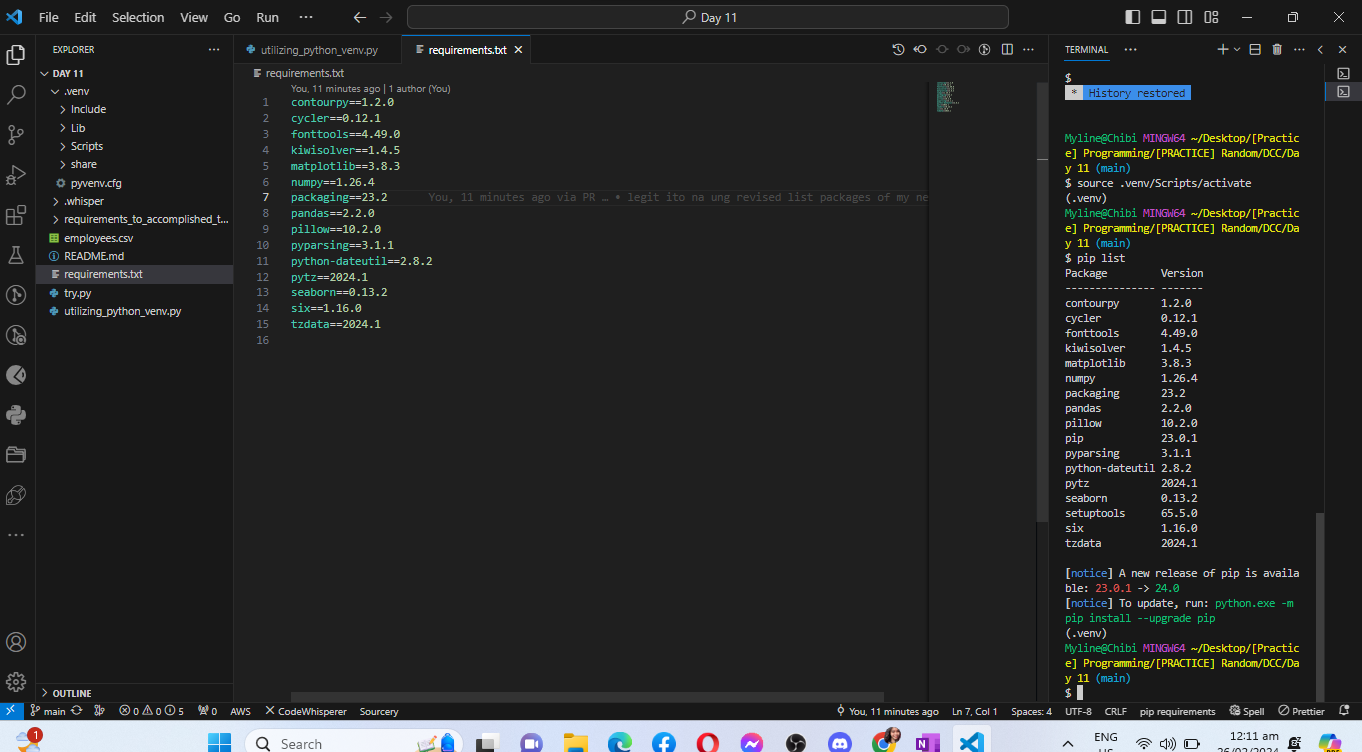 File Edit Selection View Go Run ··· Day 11
EXPLORER ···
DAY 11
.venv
Include
Lib
Scripts
share
pyvenv.cfg
.whisper
requirements_to_accomplished_t...
employees.csv
README.md
requirements.txt
try.py
utilizing_python_venv.py
OUTLINE
utilizing_python_venv.py requirements.txt
requirements.txt
You, 11 minutes ago | 1 author (You)
1 contourpy==1.2.0
2 cycler==0.12.1
3 fonttools==4.49.0
4 kiwisolver==1.4.5
5 matplotlib==3.8.3
6 numpy==1.26.4
7 packaging==23.2 You, 11 minutes ago via PR … • legit ito na ung revised list packages of my ne
8 pandas==2.2.0
9 pillow==10.2.0
10 pyparsing==3.1.1
11 python-dateutil==2.8.2
12 pytz==2024.1
13 seaborn==0.13.2
14 six==1.16.0
15 tzdata==2024.1
16
TERMINAL ···
$
* History restored
Myline@Chibi MINGW64 ~/Desktop/[Practic
e] Programming/[PRACTICE] Random/DCC/Da
y 11 (main)
$ source .venv/Scripts/activate
(.venv)
Myline@Chibi MINGW64 ~/Desktop/[Practic
e] Programming/[PRACTICE] Random/DCC/Da
y 11 (main)
$ pip list
Package Version
--------------- -------
contourpy 1.2.0
cycler 0.12.1
fonttools 4.49.0
kiwisolver 1.4.5
matplotlib 3.8.3
numpy 1.26.4
packaging 23.2
pandas 2.2.0
pillow 10.2.0
pip 23.0.1
pyparsing 3.1.1
python-dateutil 2.8.2
pytz 2024.1
seaborn 0.13.2
setuptools 65.5.0
six 1.16.0
tzdata 2024.1
[notice] A new release of pip is availa
ble: 23.0.1 -> 24.0
[notice] To update, run: python.exe -m
pip install --upgrade pip
(.venv)
Myline@Chibi MINGW64 ~/Desktop/[Practic
e] Programming/[PRACTICE] Random/DCC/Da
y 11 (main)
$
main 0 0 5 0 AWS CodeWhisperer Sourcery You, 11 minutes ago Ln 7, Col 1 Spaces: 4 UTF-8 CRLF pip requirements Spell Prettier
1 Search ENG 12:11 am